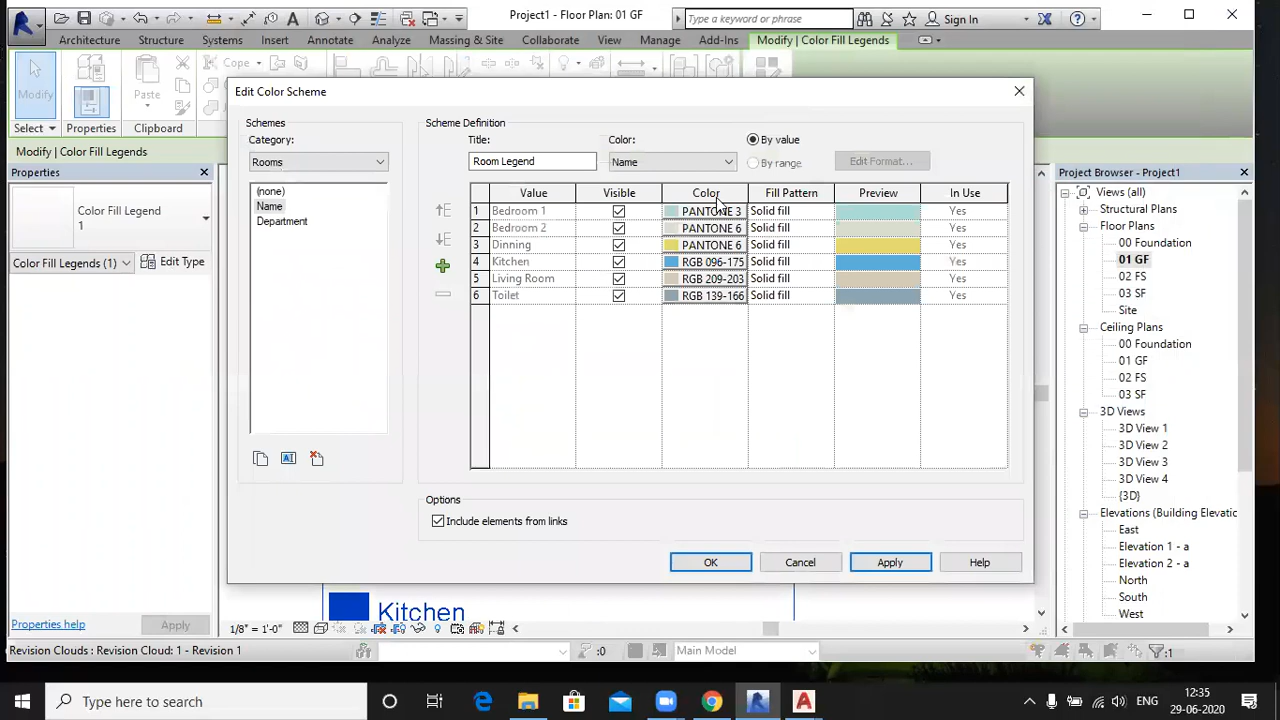 Project1 - Floor Plan: 01 GF
Type a keyword or phrase
Sign In
Architecture Structure Systems Insert Annotate Analyze Massing & Site Collaborate View Manage Add-Ins Modify | Color Fill Legends
Modify
Paste
Cope
Select Properties Clipboard
Modify | Color Fill Legends
Properties
Color Fill Legend
1
Color Fill Legends (1) Edit Type
Properties help Apply
Edit Color Scheme
Schemes
Category:
Rooms
(none)
Name
Department
Scheme Definition
Title: Color: By value
Room Legend Name By range Edit Format...
Value Visible Color Fill Pattern Preview In Use
1 Bedroom 1 PANTONE 3 Solid fill Yes
2 Bedroom 2 PANTONE 6 Solid fill Yes
3 Dinning PANTONE 6 Solid fill Yes
4 Kitchen RGB 096-175 Solid fill Yes
5 Living Room RGB 209-203 Solid fill Yes
6 Toilet RGB 139-166 Solid fill Yes
Options
Include elements from links
OK Cancel Apply Help
Kitchen
Project Browser - Project1
Views (all)
Structural Plans
Floor Plans
00 Foundation
01 GF
02 FS
03 SF
Site
Ceiling Plans
00 Foundation
01 GF
02 FS
03 SF
3D Views
3D View 1
3D View 2
3D View 3
3D View 4
{3D}
Elevations (Building Elevatic
East
Elevation 1 - a
Elevation 2 - a
North
South
West
1/8" = 1'-0"
Revision Clouds : Revision Cloud: 1 - Revision 1
:0
Main Model
:1
Type here to search
ENG
12:35
29-06-2020